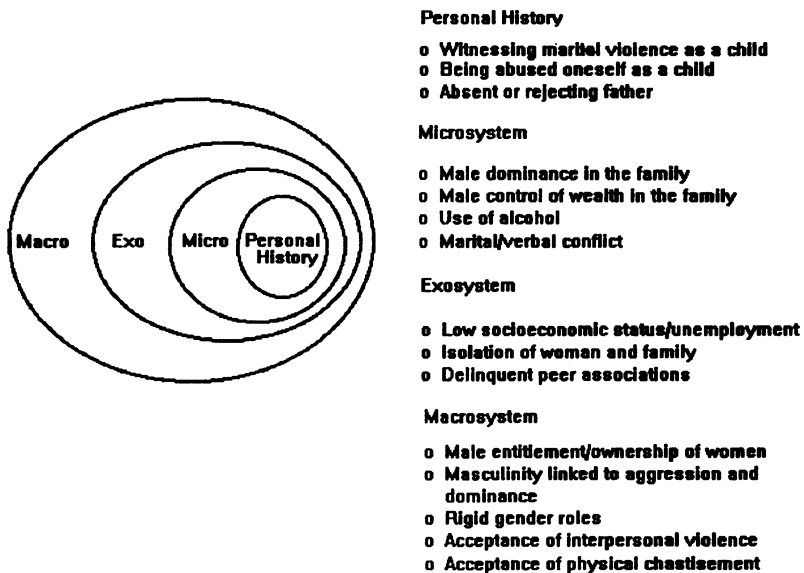 Macro
Exo
Micro
Personal
History
Personal History
o Witnessing maritel violence as a child
o Being abused oneself as a child
o Absent or rejecting father
Microsystem
o Male dominance in the family
o Male control of wealth in the family
o Use of alcohol
o Marital/verbal conflict
Exosystem
o Low socioeconomic status/unemployment
o Isolation of woman and family
o Delinquent peer associations
Macrosystem
o Male entitlement/ownership of women
o Masculinity linked to aggression and
dominance
o Rigid gender roles
o Acceptance of interpersonal violence
o Acceptance of physical chastisement